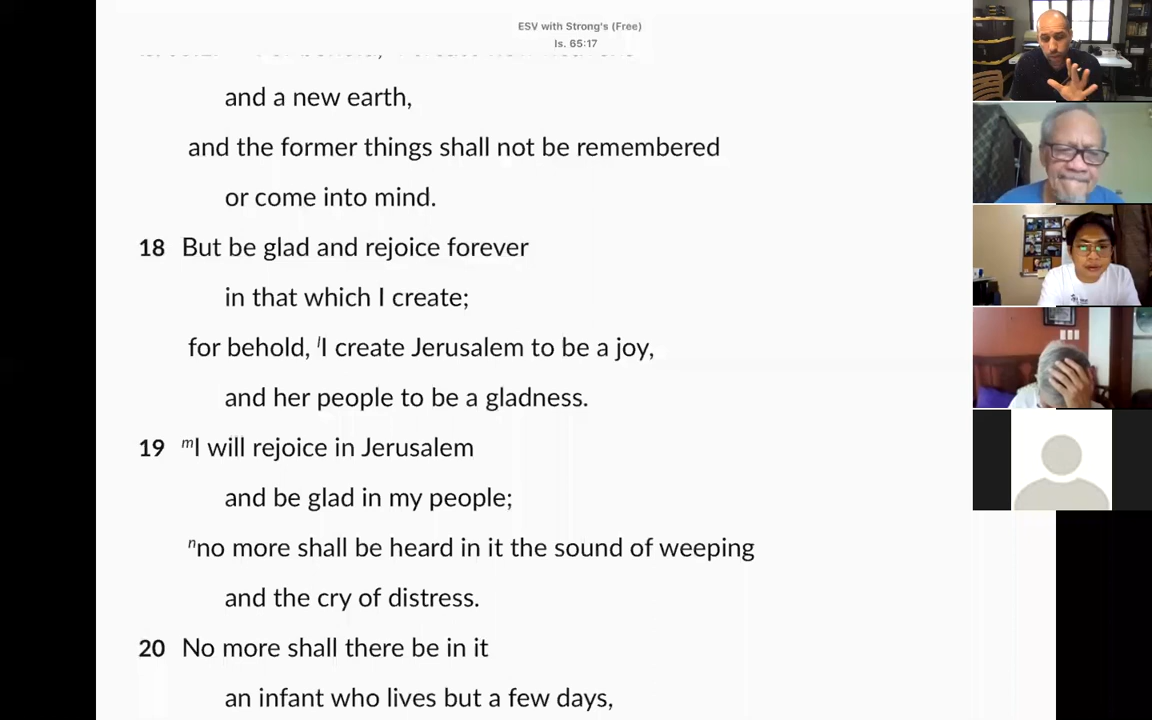 ESV with Strong's (Free)
Is. 65:17
and a new earth,
and the former things shall not be remembered
or come into mind.
18 But be glad and rejoice forever
in that which I create;
for behold, lI create Jerusalem to be a joy,
and her people to be a gladness.
19 mI will rejoice in Jerusalem
and be glad in my people;
nno more shall be heard in it the sound of weeping
and the cry of distress.
20 No more shall there be in it
an infant who lives but a few days,